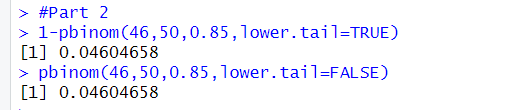 > #Part 2
> 1-pbinom(46,50,0.85,lower.tail=TRUE)
[1] 0.04604658
> pbinom(46,50,0.85,lower.tail=FALSE)
[1] 0.04604658